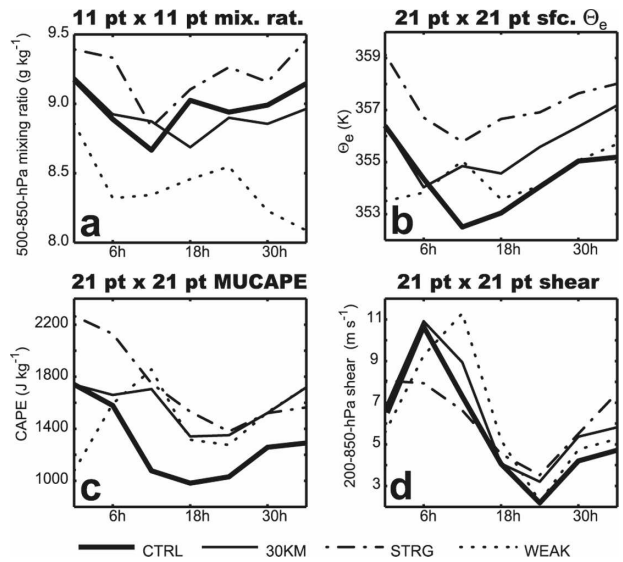 11 pt x 11 pt mix. rat.
21 pt x 21 pt sfc. Θe
500-850-hPa mixing ratio (g kg-1)
9.5
9.0
8.5
8.0
a
6h 18h 30h
Θe (K)
359
357
355
353
b
6h 18h 30h
21 pt x 21 pt MUCAPE
21 pt x 21 pt shear
CAPE (J kg-1)
2200
1800
1400
1000
c
6h 18h 30h
200-850-hPa shear (m s-1)
11
9
7
5
3
d
6h 18h 30h
CTRL 30KM STRG WEAK